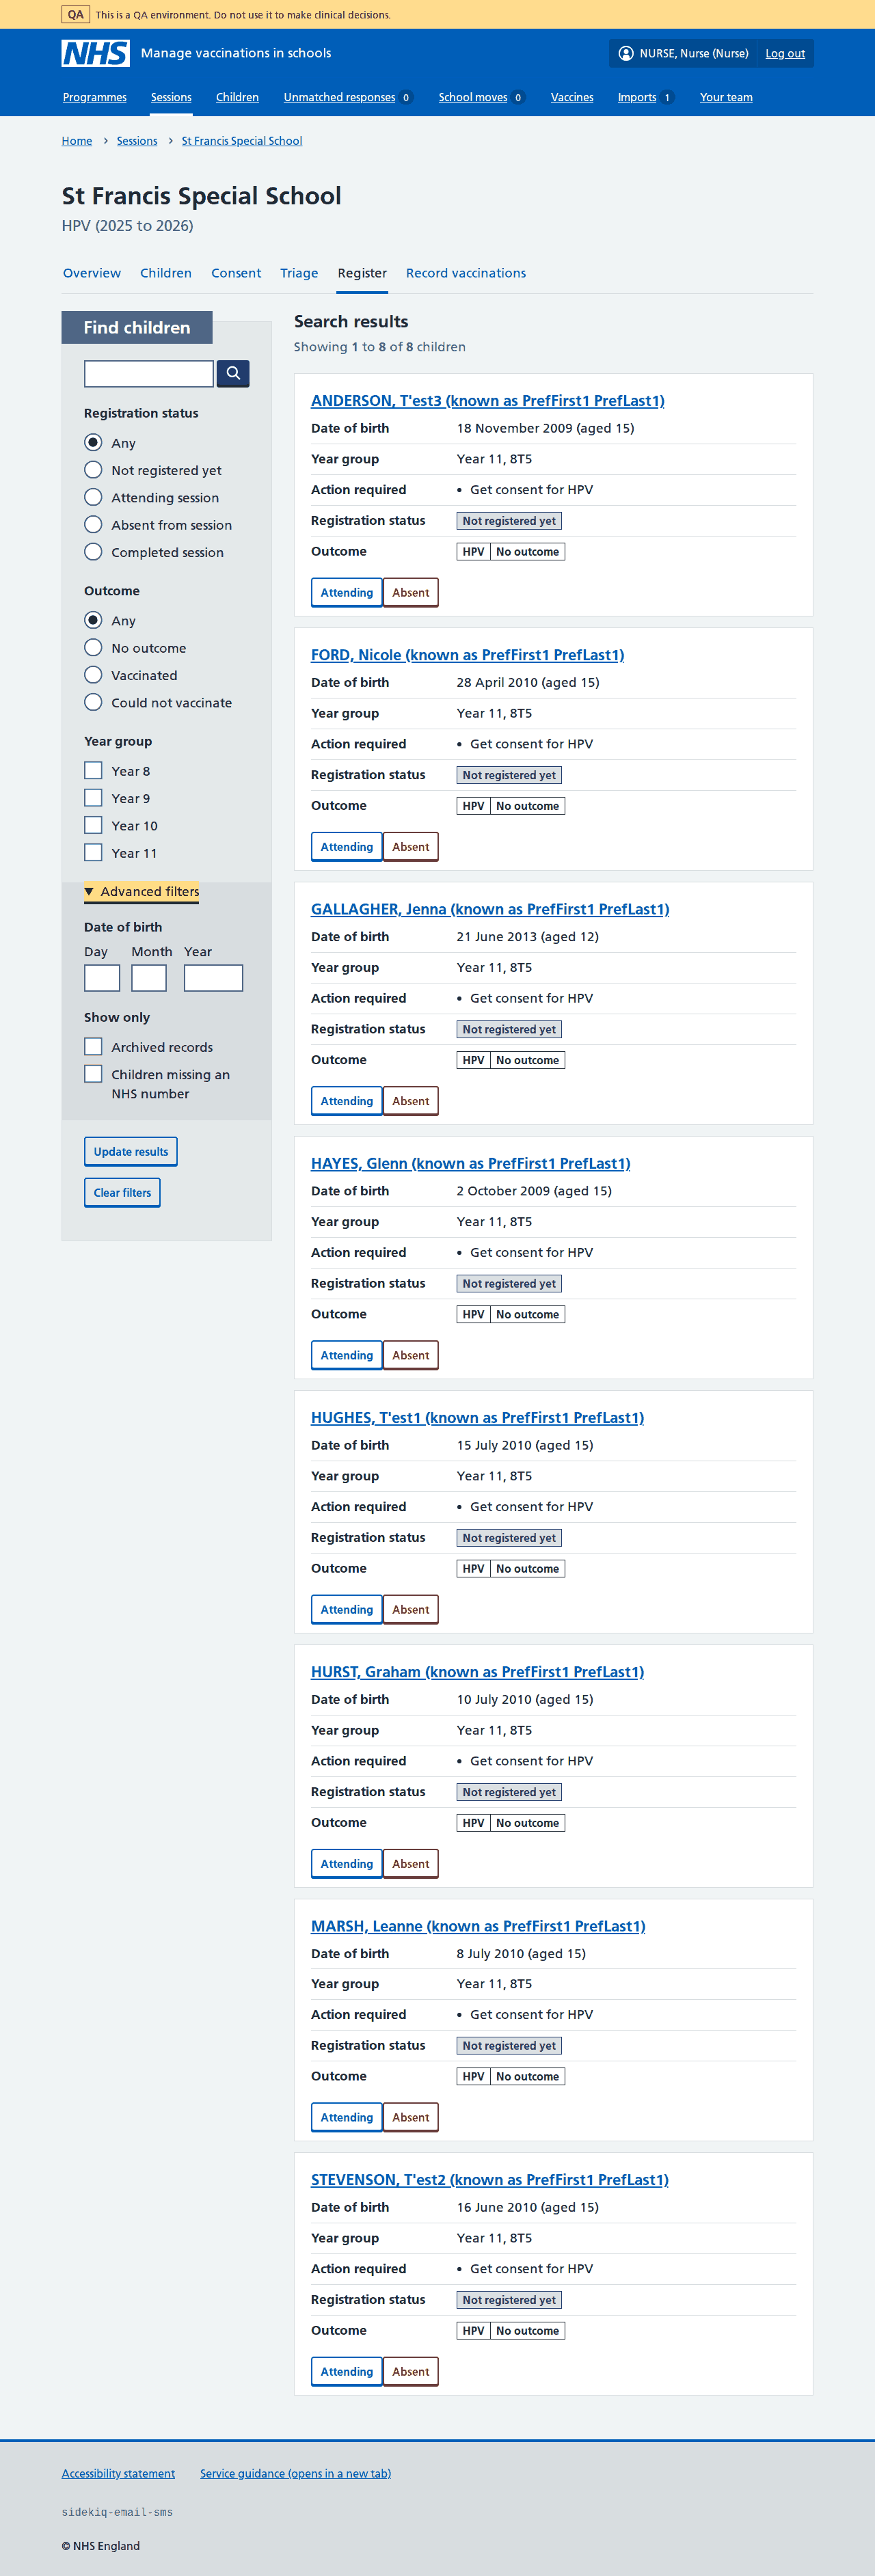 QA This is a QA environment. Do not use it to make clinical decisions.
NHS Manage vaccinations in schools NURSE, Nurse (Nurse) Log out
Programmes Sessions Children Unmatched responses 0 School moves 0 Vaccines Imports 1 Your team
Home Sessions St Francis Special School
St Francis Special School
HPV (2025 to 2026)
Overview Children Consent Triage Register Record vaccinations
Find children
Registration status
Any
Not registered yet
Attending session
Absent from session
Completed session
Outcome
Any
No outcome
Vaccinated
Could not vaccinate
Year group
Year 8
Year 9
Year 10
Year 11
Advanced filters
Date of birth
Day Month Year
Show only
Archived records
Children missing an
NHS number
Update results
Clear filters
Search results
Showing 1 to 8 of 8 children
ANDERSON, T'est3 (known as PrefFirst1 PrefLast1)
Date of birth 18 November 2009 (aged 15)
Year group Year 11, 8T5
Action required • Get consent for HPV
Registration status Not registered yet
Outcome HPV No outcome
Attending Absent
FORD, Nicole (known as PrefFirst1 PrefLast1)
Date of birth 28 April 2010 (aged 15)
Year group Year 11, 8T5
Action required • Get consent for HPV
Registration status Not registered yet
Outcome HPV No outcome
Attending Absent
GALLAGHER, Jenna (known as PrefFirst1 PrefLast1)
Date of birth 21 June 2013 (aged 12)
Year group Year 11, 8T5
Action required • Get consent for HPV
Registration status Not registered yet
Outcome HPV No outcome
Attending Absent
HAYES, Glenn (known as PrefFirst1 PrefLast1)
Date of birth 2 October 2009 (aged 15)
Year group Year 11, 8T5
Action required • Get consent for HPV
Registration status Not registered yet
Outcome HPV No outcome
Attending Absent
HUGHES, T'est1 (known as PrefFirst1 PrefLast1)
Date of birth 15 July 2010 (aged 15)
Year group Year 11, 8T5
Action required • Get consent for HPV
Registration status Not registered yet
Outcome HPV No outcome
Attending Absent
HURST, Graham (known as PrefFirst1 PrefLast1)
Date of birth 10 July 2010 (aged 15)
Year group Year 11, 8T5
Action required • Get consent for HPV
Registration status Not registered yet
Outcome HPV No outcome
Attending Absent
MARSH, Leanne (known as PrefFirst1 PrefLast1)
Date of birth 8 July 2010 (aged 15)
Year group Year 11, 8T5
Action required • Get consent for HPV
Registration status Not registered yet
Outcome HPV No outcome
Attending Absent
STEVENSON, T'est2 (known as PrefFirst1 PrefLast1)
Date of birth 16 June 2010 (aged 15)
Year group Year 11, 8T5
Action required • Get consent for HPV
Registration status Not registered yet
Outcome HPV No outcome
Attending Absent
Accessibility statement Service guidance (opens in a new tab)
sidekiq-email-sms
© NHS England